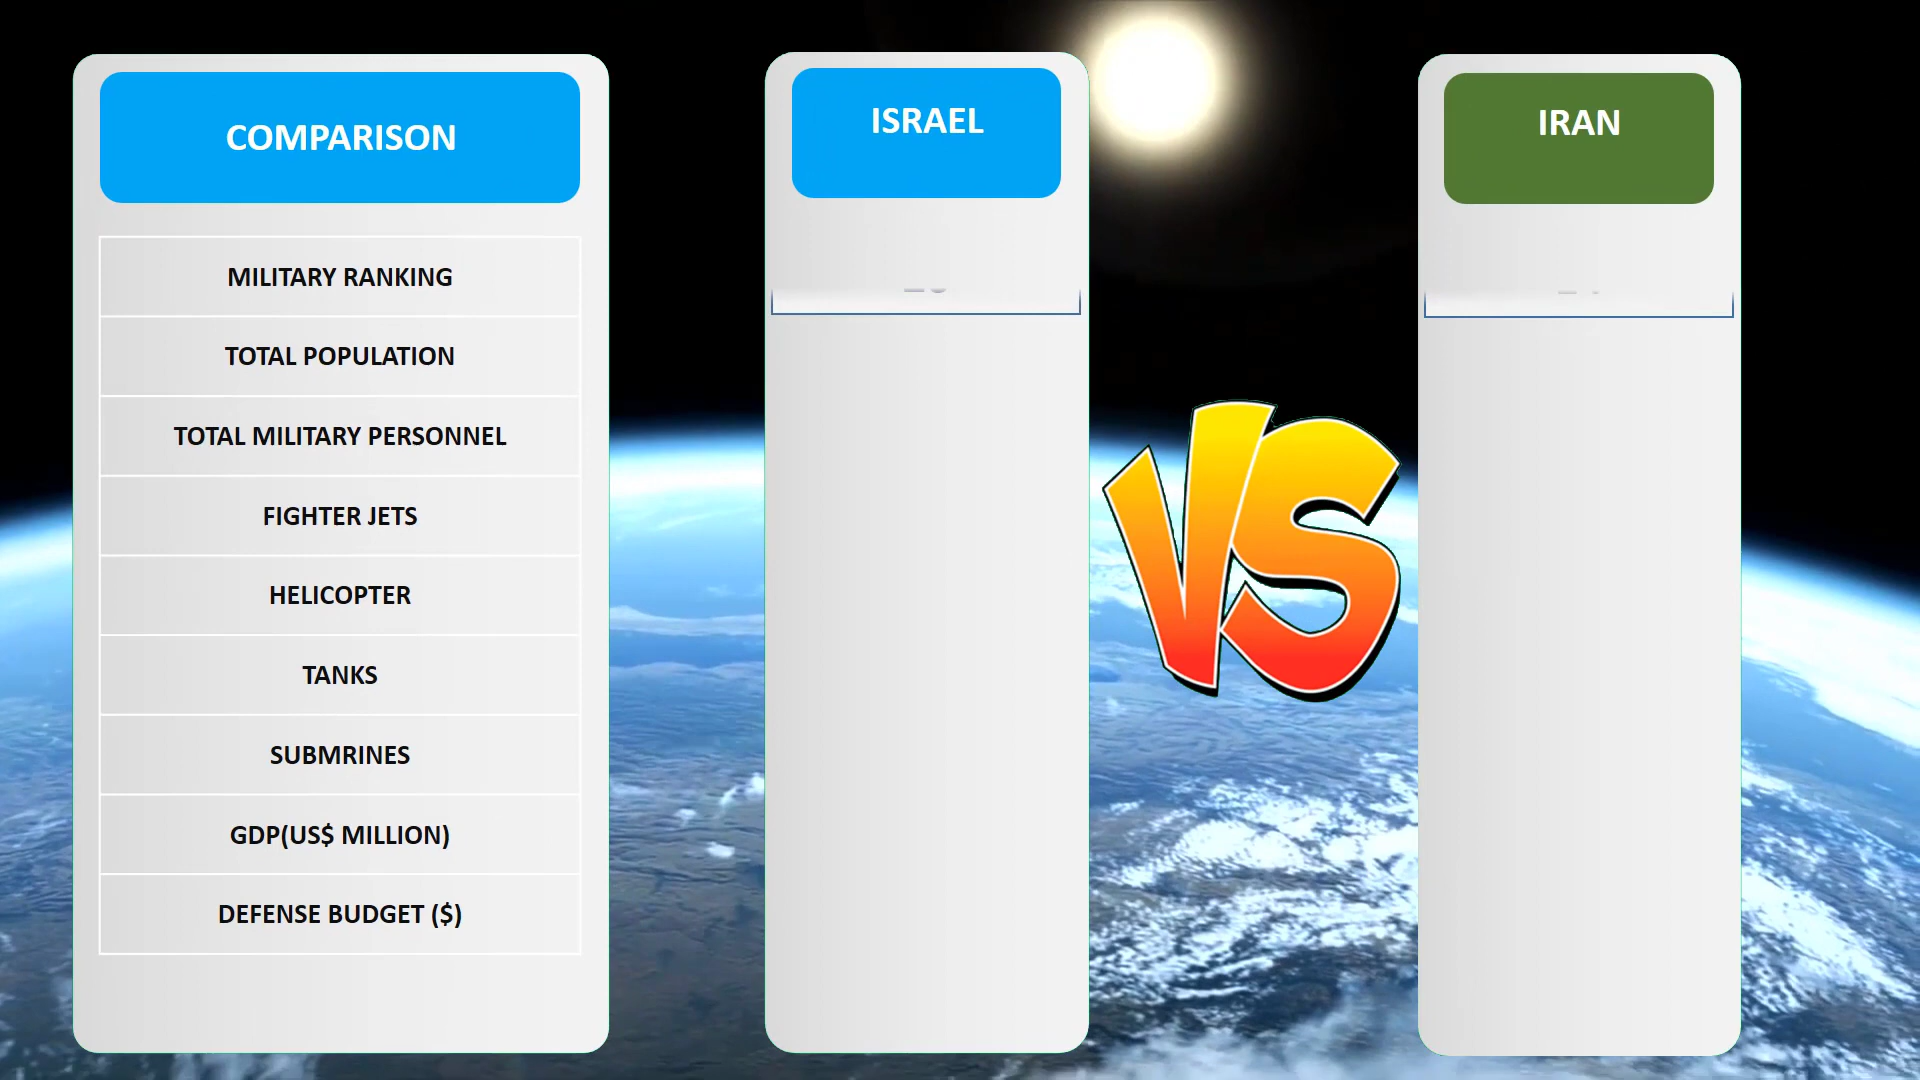 COMPARISON
ISRAEL
IRAN
MILITARY RANKING
TOTAL POPULATION
TOTAL MILITARY PERSONNEL
FIGHTER JETS
HELICOPTER
TANKS
SUBMRINES
GDP(US$ MILLION)
DEFENSE BUDGET ($)
VS